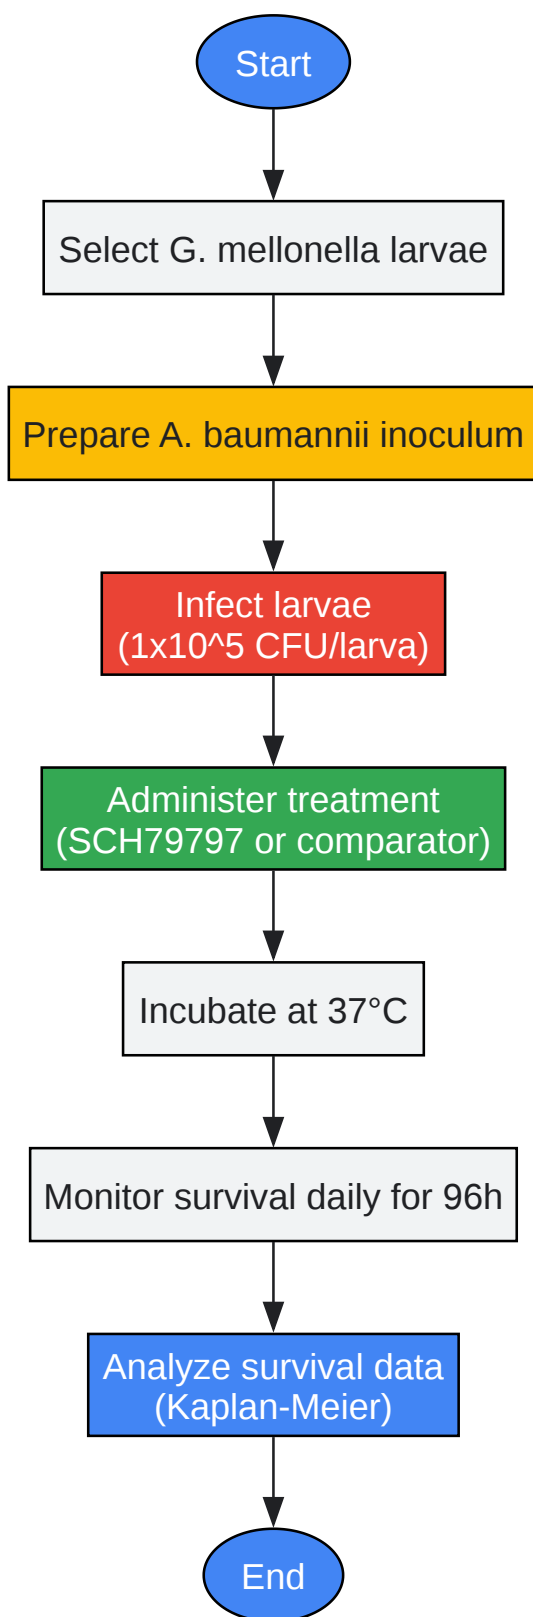 Start
Select G. mellonella larvae
Prepare A. baumannii inoculum
Infect larvae
(1x10^5 CFU/larva)
Administer treatment
(SCH79797 or comparator)
Incubate at 37°C
Monitor survival daily for 96h
Analyze survival data
(Kaplan-Meier)
End